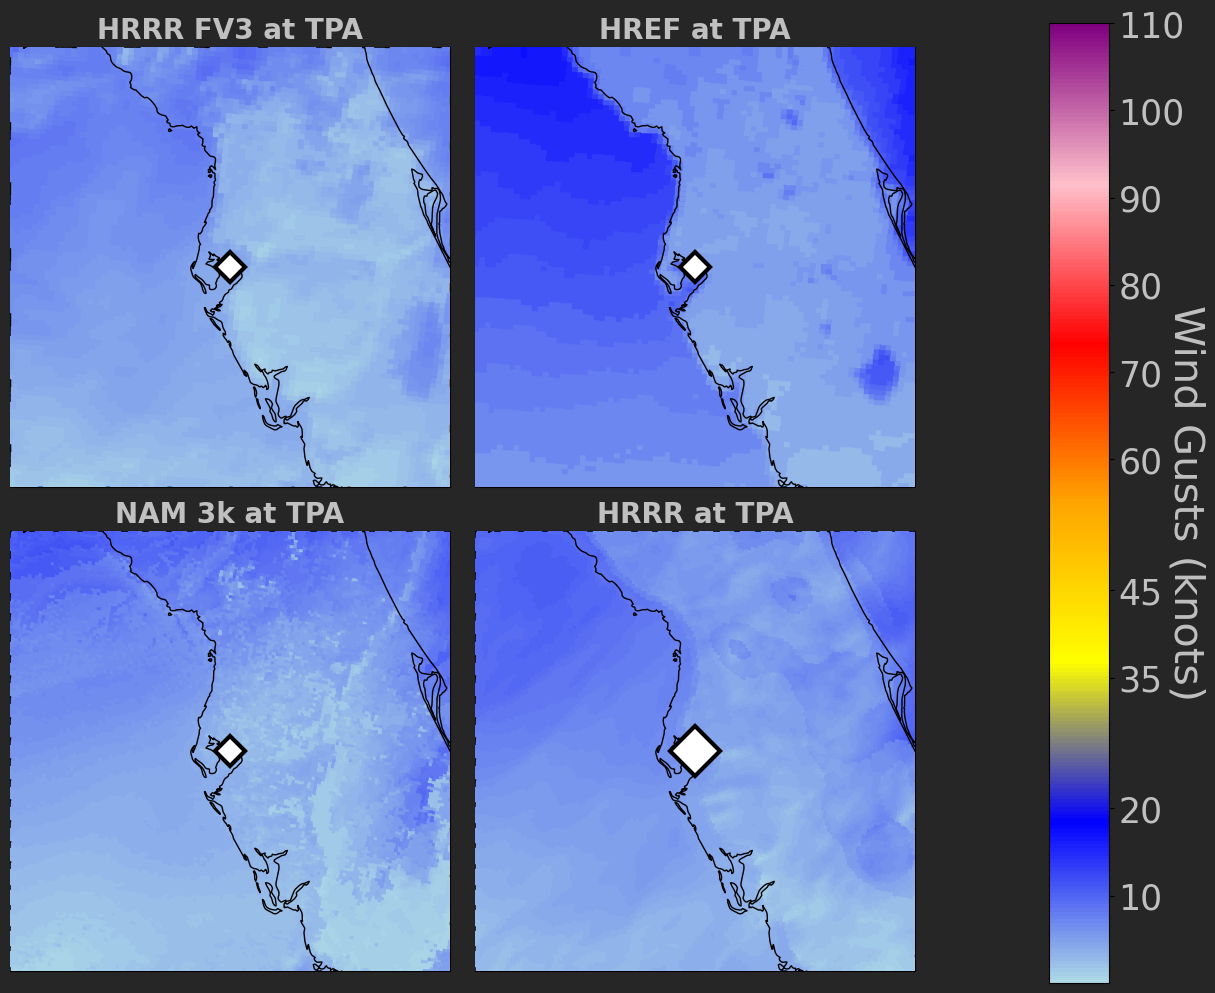 HRRR FV3 at TPA
HREF at TPA
NAM 3k at TPA
HRRR at TPA
110
100
90
80
70
60
45
35
20
10
Wind Gusts (knots)